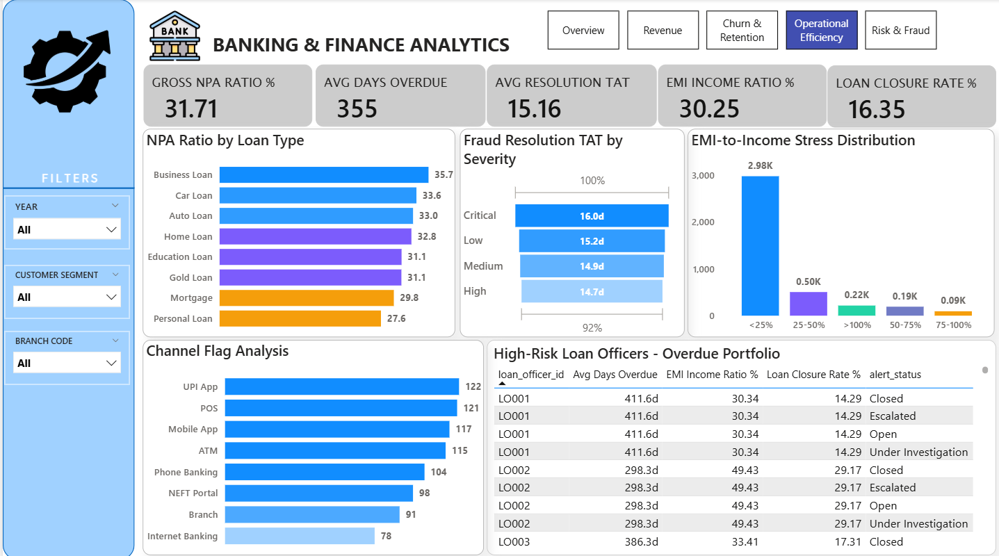 BANK
BANKING & FINANCE ANALYTICS
Overview
Revenue
Churn &
Retention
Operational
Efficiency
Risk & Fraud
GROSS NPA RATIO %
31.71
AVG DAYS OVERDUE
355
AVG RESOLUTION TAT
15.16
EMI INCOME RATIO %
30.25
LOAN CLOSURE RATE %
16.35
FILTERS
YEAR
All
CUSTOMER SEGMENT
All
BRANCH CODE
All
NPA Ratio by Loan Type
Business Loan 35.7
Car Loan 33.6
Auto Loan 33.0
Home Loan 32.8
Education Loan 31.1
Gold Loan 31.1
Mortgage 29.8
Personal Loan 27.6
Fraud Resolution TAT by
Severity
100%
Critical 16.0d
Low 15.2d
Medium 14.9d
High 14.7d
92%
EMI-to-Income Stress Distribution
3,000
2,000
1,000
0
2.98K
0.50K
0.22K
0.19K
0.09K
<25% 25-50% >100% 50-75% 75-100%
Channel Flag Analysis
UPI App 122
POS 121
Mobile App 117
ATM 115
Phone Banking 104
NEFT Portal 98
Branch 91
Internet Banking 78
High-Risk Loan Officers - Overdue Portfolio
loan_officer_id Avg Days Overdue EMI Income Ratio % Loan Closure Rate % alert_status
LO001 411.6d 30.34 14.29 Closed
LO001 411.6d 30.34 14.29 Escalated
LO001 411.6d 30.34 14.29 Open
LO001 411.6d 30.34 14.29 Under Investigation
LO002 298.3d 49.43 29.17 Closed
LO002 298.3d 49.43 29.17 Escalated
LO002 298.3d 49.43 29.17 Open
LO002 298.3d 49.43 29.17 Under Investigation
LO003 386.3d 33.41 17.31 Closed